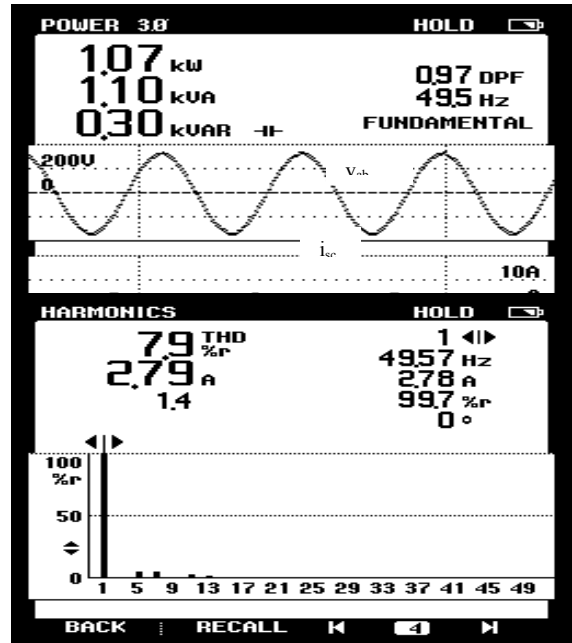 POWER 3.0 HOLD
1.07 kW
1.10 kVA 0.97 DPF
0.30 kVAR 49.5 Hz
FUNDAMENTAL
200V
0
10A
HARMONICS HOLD
7.9 THD %r 1
49.57 Hz
2.79 A 2.78 A
1.4 99.7 %r
0 °
100
%r
50
0
1 5 9 13 17 21 25 29 33 37 41 45 49
BACK RECALL 4